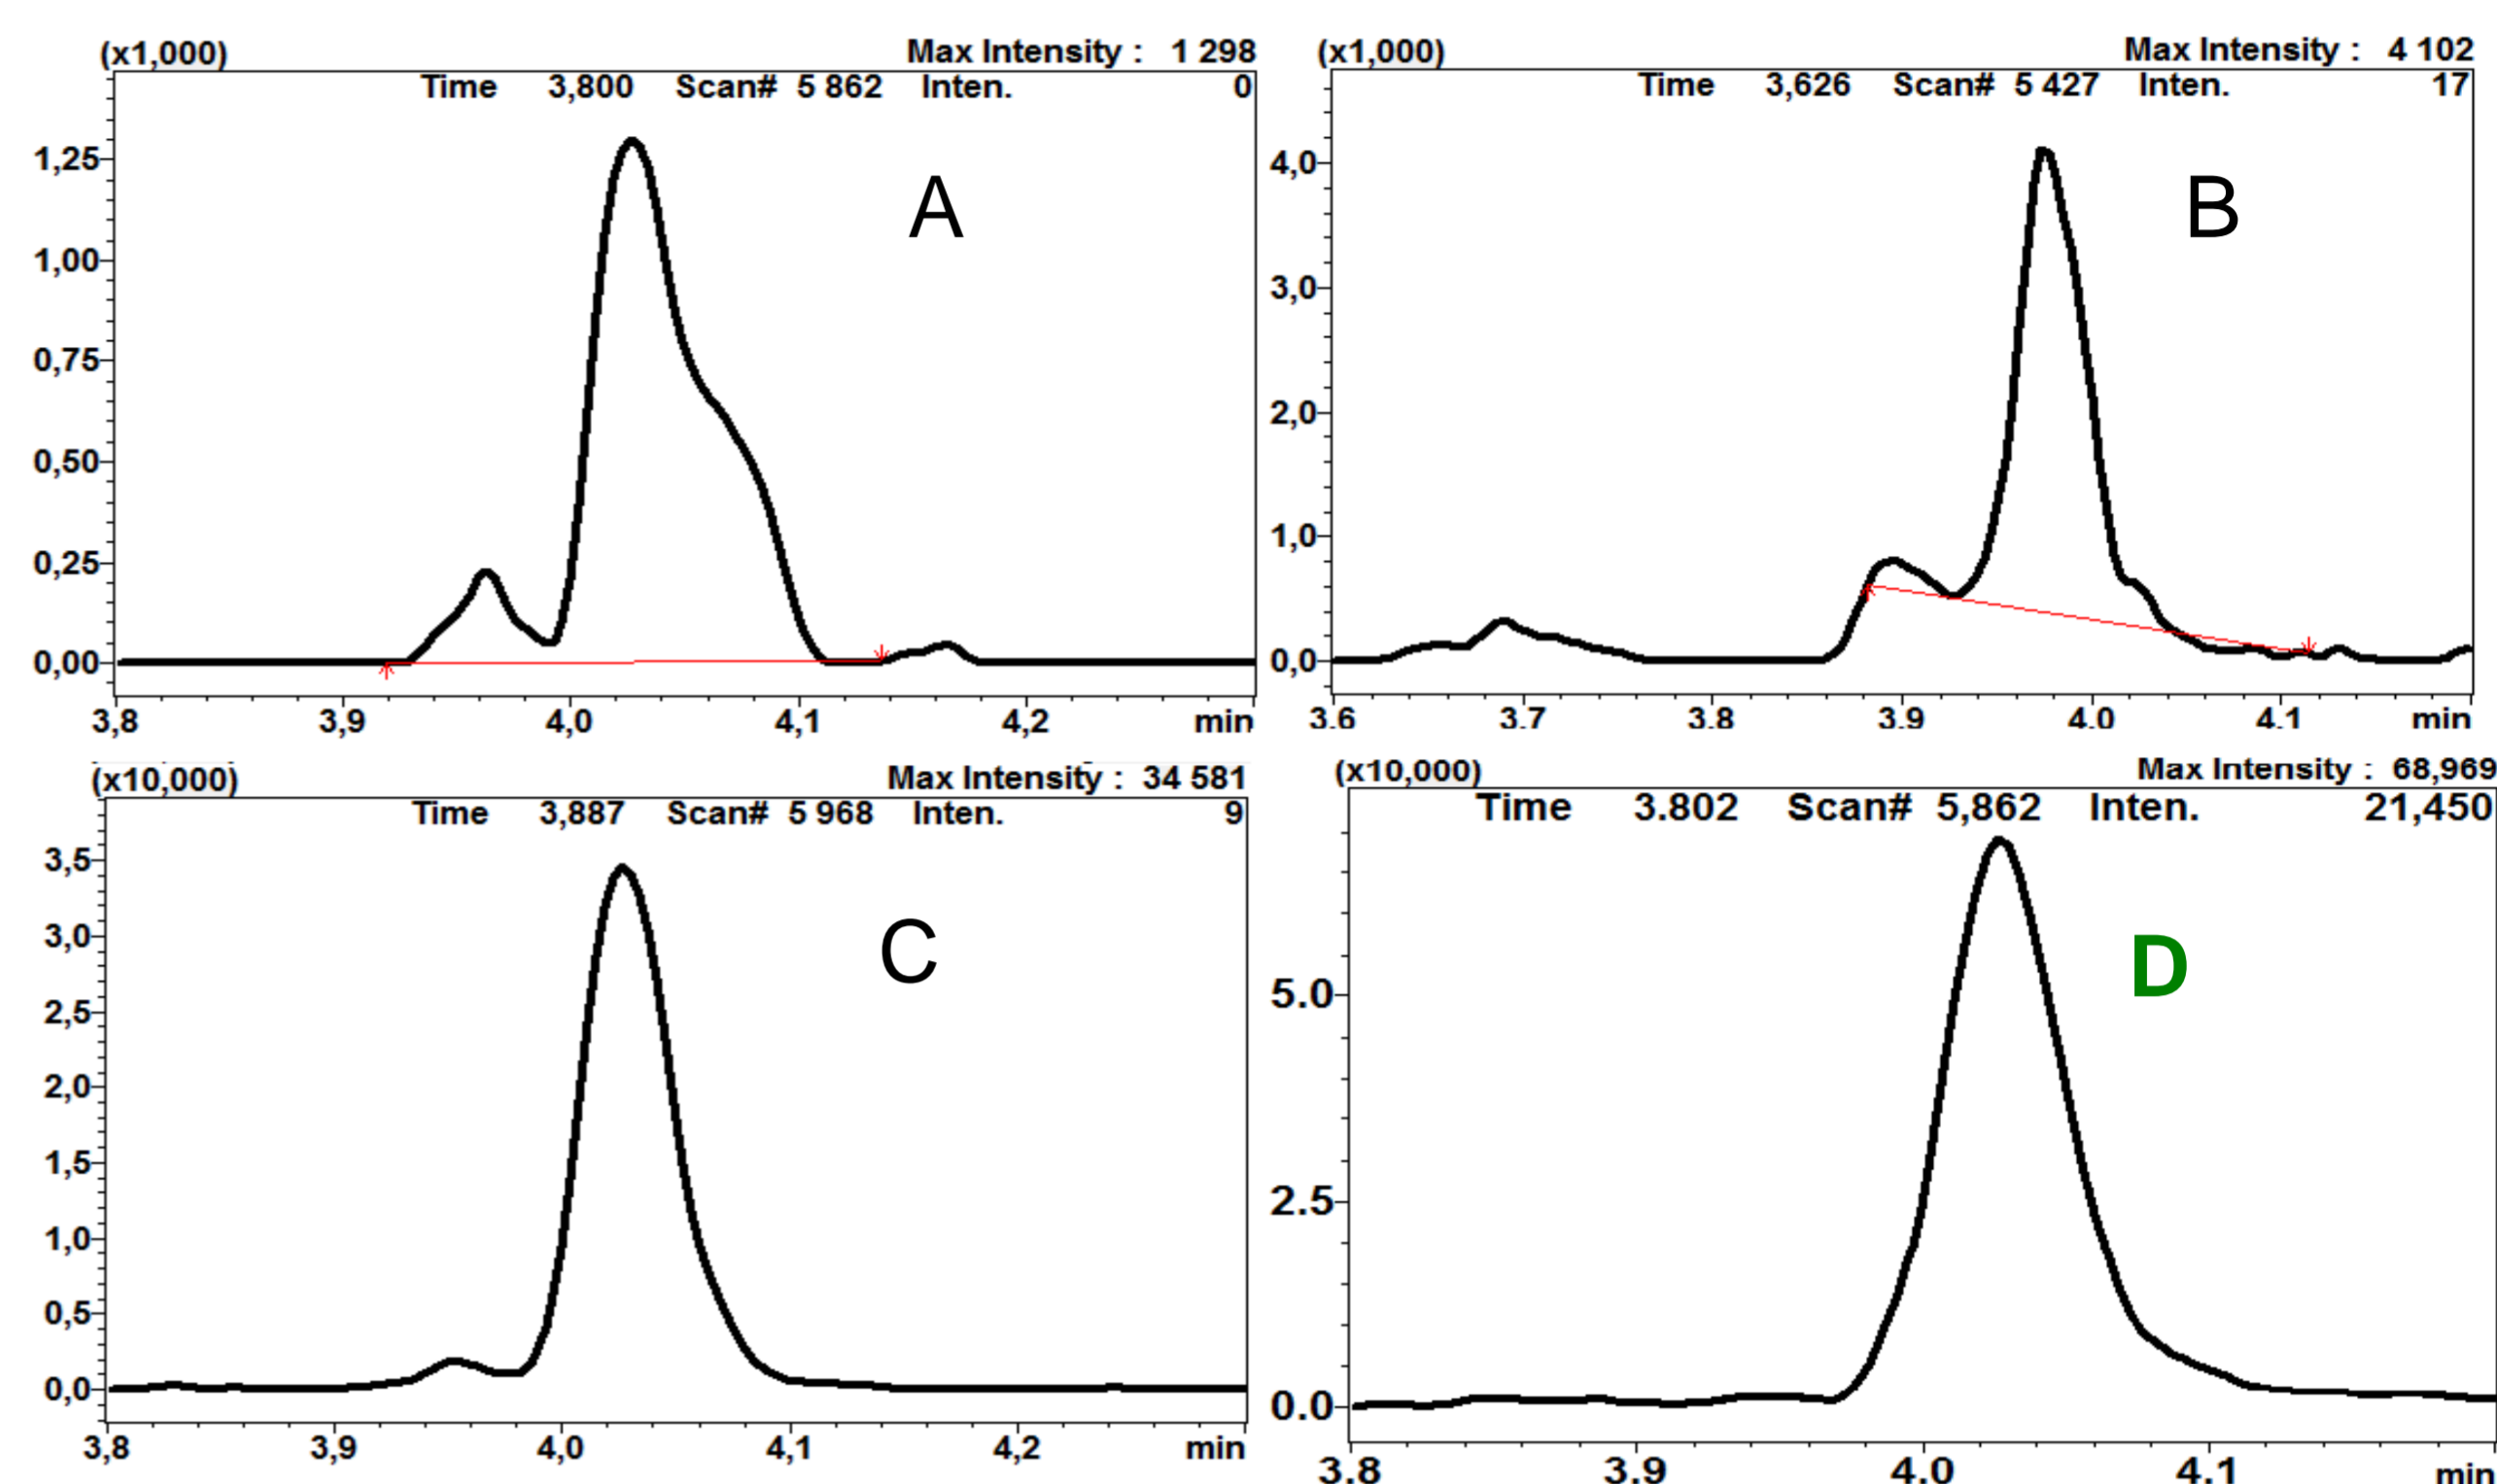 (x1,000) Max Intensity : 1 298
Time 3,800 Scan# 5 862 Inten. 0
A
1,25
1,00
0,75
0,50
0,25
0,00
3,8 3,9 4,0 4,1 4,2 min
(x1,000) Max Intensity : 4 102
Time 3,626 Scan# 5 427 Inten. 17
B
4,0
3,0
2,0
1,0
0,0
3.6 3.7 3.8 3.9 4.0 4.1 min
(x10,000) Max Intensity : 34 581
Time 3,887 Scan# 5 968 Inten. 9
C
3,5
3,0
2,5
2,0
1,5
1,0
0,5
0,0
3,8 3,9 4,0 4,1 4,2 min
(x10,000) Max Intensity : 68,969
Time 3.802 Scan# 5,862 Inten. 21,450
D
5.0
2.5
0.0
3.8 3.9 4.0 4.1 min